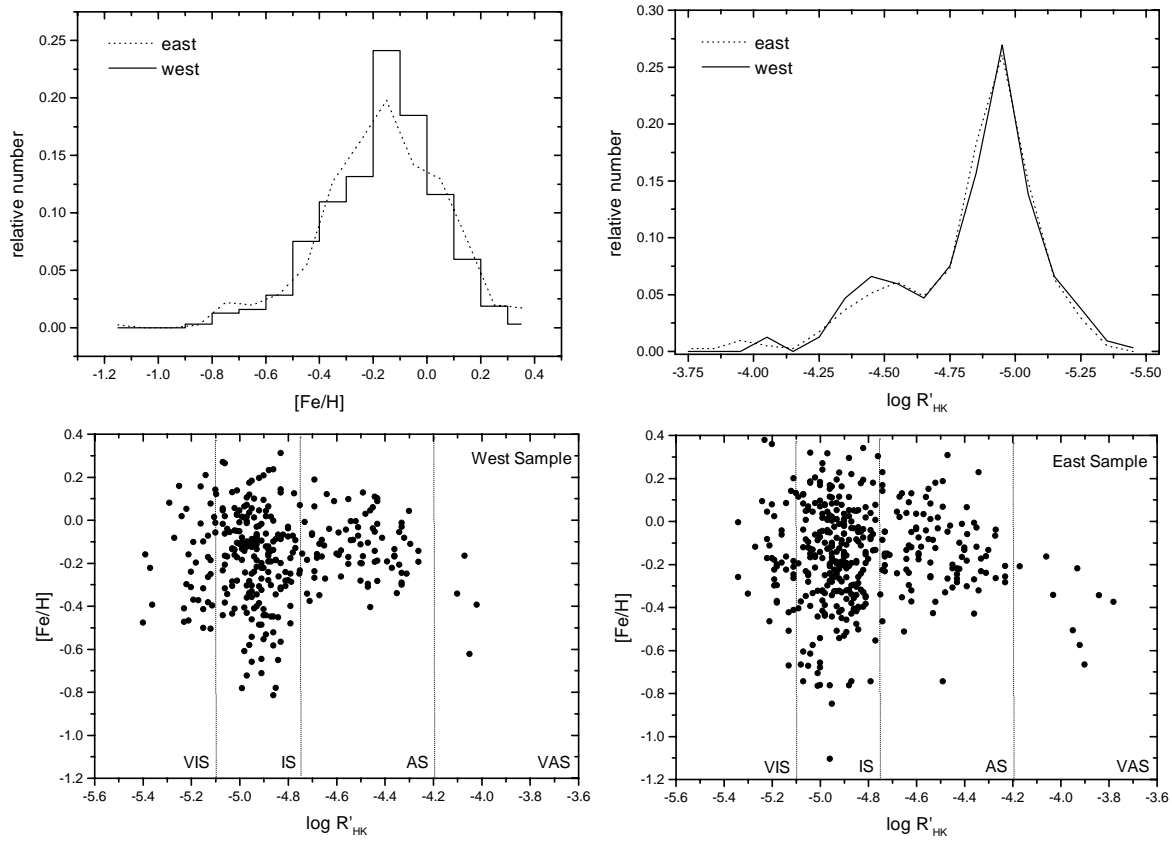 east
west
0.25
0.20
0.15
0.10
0.05
0.00
relative number
-1.2 -1.0 -0.8 -0.6 -0.4 -0.2 0.0 0.2 0.4
[Fe/H]
east
west
0.30
0.25
0.20
0.15
0.10
0.05
0.00
relative number
-3.75 -4.00 -4.25 -4.50 -4.75 -5.00 -5.25 -5.50
log R'HK
West Sample
0.4
0.2
0.0
-0.2
-0.4
-0.6
-0.8
-1.0
-1.2
[Fe/H]
VIS IS AS VAS
-5.6 -5.4 -5.2 -5.0 -4.8 -4.6 -4.4 -4.2 -4.0 -3.8 -3.6
log R'HK
East Sample
0.4
0.2
0.0
-0.2
-0.4
-0.6
-0.8
-1.0
-1.2
[Fe/H]
VIS IS AS VAS
-5.6 -5.4 -5.2 -5.0 -4.8 -4.6 -4.4 -4.2 -4.0 -3.8 -3.6
log R'HK